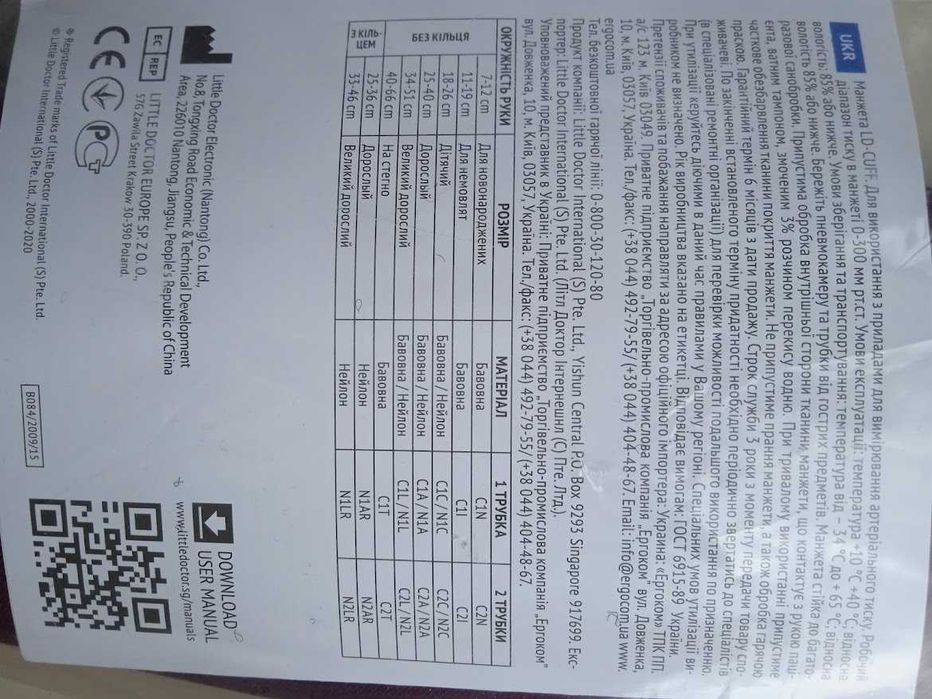 UKR Манжета LD-CUFF. Для використання з приладами для вимірювання артеріального тиску. Робочий
діапазон тиску в манжеті 0-300 мм рт.ст. Умови експлуатації: температура +10 °C +40 °C; відносна
вологість 85% або нижче. Умови зберігання та транспортування: температура від – 34 °C до + 65 °C; відносна
вологість 85% або нижче. Бережіть пневмокамеру та трубки від гострих предметів. Манжета стійка до багато-
разової санобробки. Припустима обробка внутрішньої сторони тканини манжети, що контактує з рукою паці-
єнта, ватним тампоном, змоченим 3% розчином перекису водню. При тривалому використанні припустиме
часткове обезбарвлення тканини покриття манжети. Не припустиме прання манжети, а також обробка гарячою
праскою. Гарантійний термін 6 місяців з дати продажу. Строк служби 3 роки з моменту передачі товару спо-
живачеві. По закінченні встановленого терміну придатності необхідно періодично звертатись до спеціалістів
(в спеціалізовані ремонтні організації) для перевірки можливості подальшого використання по призначенню.
При утилізації керуйтесь діючими в даний час правилами у Вашому регіоні. Спеціальних умов утилізації ви-
робником не визначено. Рік виробництва вказано на етикетці. Відповідає вимогам: ГОСТ 6915-89 України.
Претензії споживачів та побажання направляти за адресою офіційного імпортера: Україна: «Ергоком» ТПК ПП,
а/с 123 м. Київ 03049. Приватне підприємство „Торгівельно-промислова компанія „Ергоком" вул. Довженка,
10, м. Київ, 03057, Україна. Тел./факс: (+38 044) 492-79-55/ (+38 044) 404-48-67. Email: info@ergocom.ua www.
ergocom.ua
Тел. безкоштовної гарячої лінії: 0-800-30-120-80
Продукт компанії: Little Doctor International (S) Pte. Ltd., Yishun Central P.O. Box 9293 Singapore 917699. Екс-
портер: Little Doctor International (S) Pte. Ltd. (Літл Доктор Інтернешнл (С) Пте. Лтд.).
Уповноважений представник в Україні: Приватне підприємство „Торгівельно-промислова компанія „Ергоком"
вул. Довженка, 10, м. Київ, 03057, Україна. Тел./факс: (+38 044) 492-79-55/ (+38 044) 404-48-67.
ОКРУЖНІСТЬ РУКИ РОЗМІР МАТЕРІАЛ 1 ТРУБКА 2 ТРУБКИ
БЕЗ КІЛЬЦЯ
7-12 cm Для новонароджених Бавовна C1N C2N
11-19 cm Для немовлят Бавовна C1I C2I
18-26 cm Дітячий Бавовна / Нейлон C1C / N1C C2C / N2C
25-40 cm Дорослый Бавовна / Нейлон C1A / N1A C2A / N2A
34-51 cm Великий дорослий Бавовна / Нейлон C1L / N1L C2L / N2L
40-66 cm На стегно Бавовна C1T C2T
З КІЛЬ-
ЦЕМ
25-36 cm Дорослый Нейлон N1AR N2AR
33-46 cm Великий дорослий Нейлон N1LR N2LR
Little Doctor Electronic (Nantong) Co. Ltd.,
No.8, Tongxing Road Economic & Technical Development
Area, 226010 Nantong, Jiangsu, People's Republic of China
EC REP LITTLE DOCTOR EUROPE SP. Z O. O.,
57G Zawila Street Krakow 30-390 Poland.
CE
® Registered Trade marks of Little Doctor International (S) Pte. Ltd.
© Little Doctor International (S) Pte. Ltd., 2000-2020
B084/2009/15
DOWNLOAD
USER MANUAL
www.littledoctor.sg/manuals